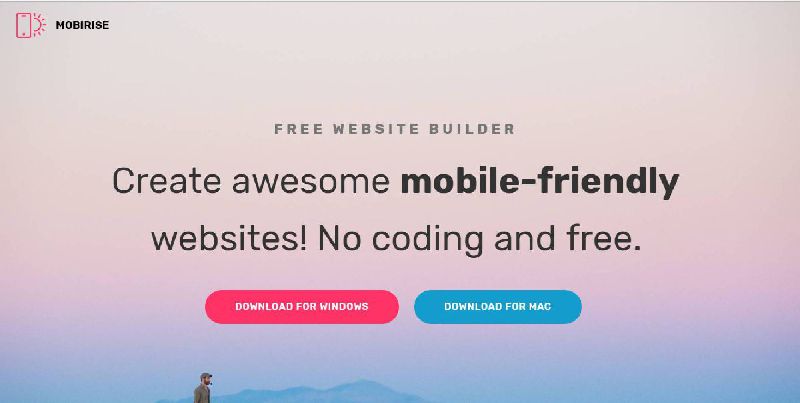 MOBIRISE
FREE WEBSITE BUILDER
Create awesome mobile-friendly
websites! No coding and free.
DOWNLOAD FOR WINDOWS
DOWNLOAD FOR MAC